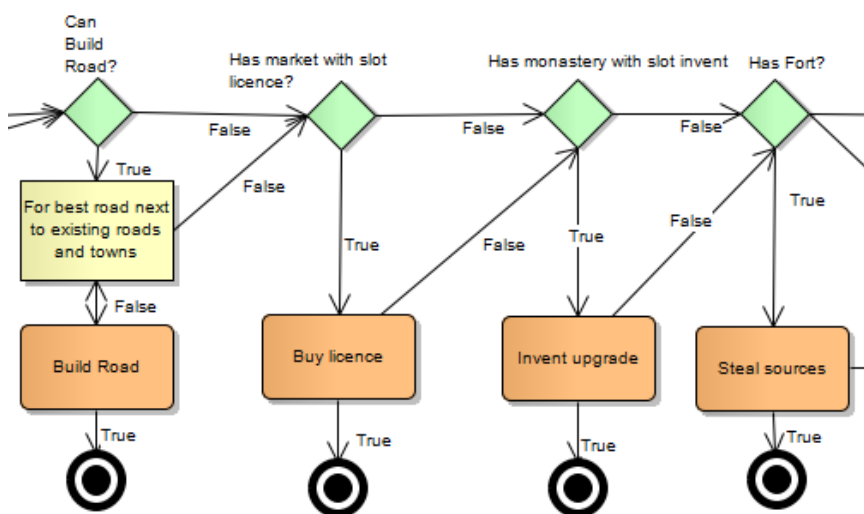 Can
Build
Road?
Has market with slot
licence?
Has monastery with slot invent
Has Fort?
False
False
False
True
False
False
False
For best road next
to existing roads
and towns
True
True
True
False
Build Road
Buy licence
Invent upgrade
Steal sources
True
True
True
True